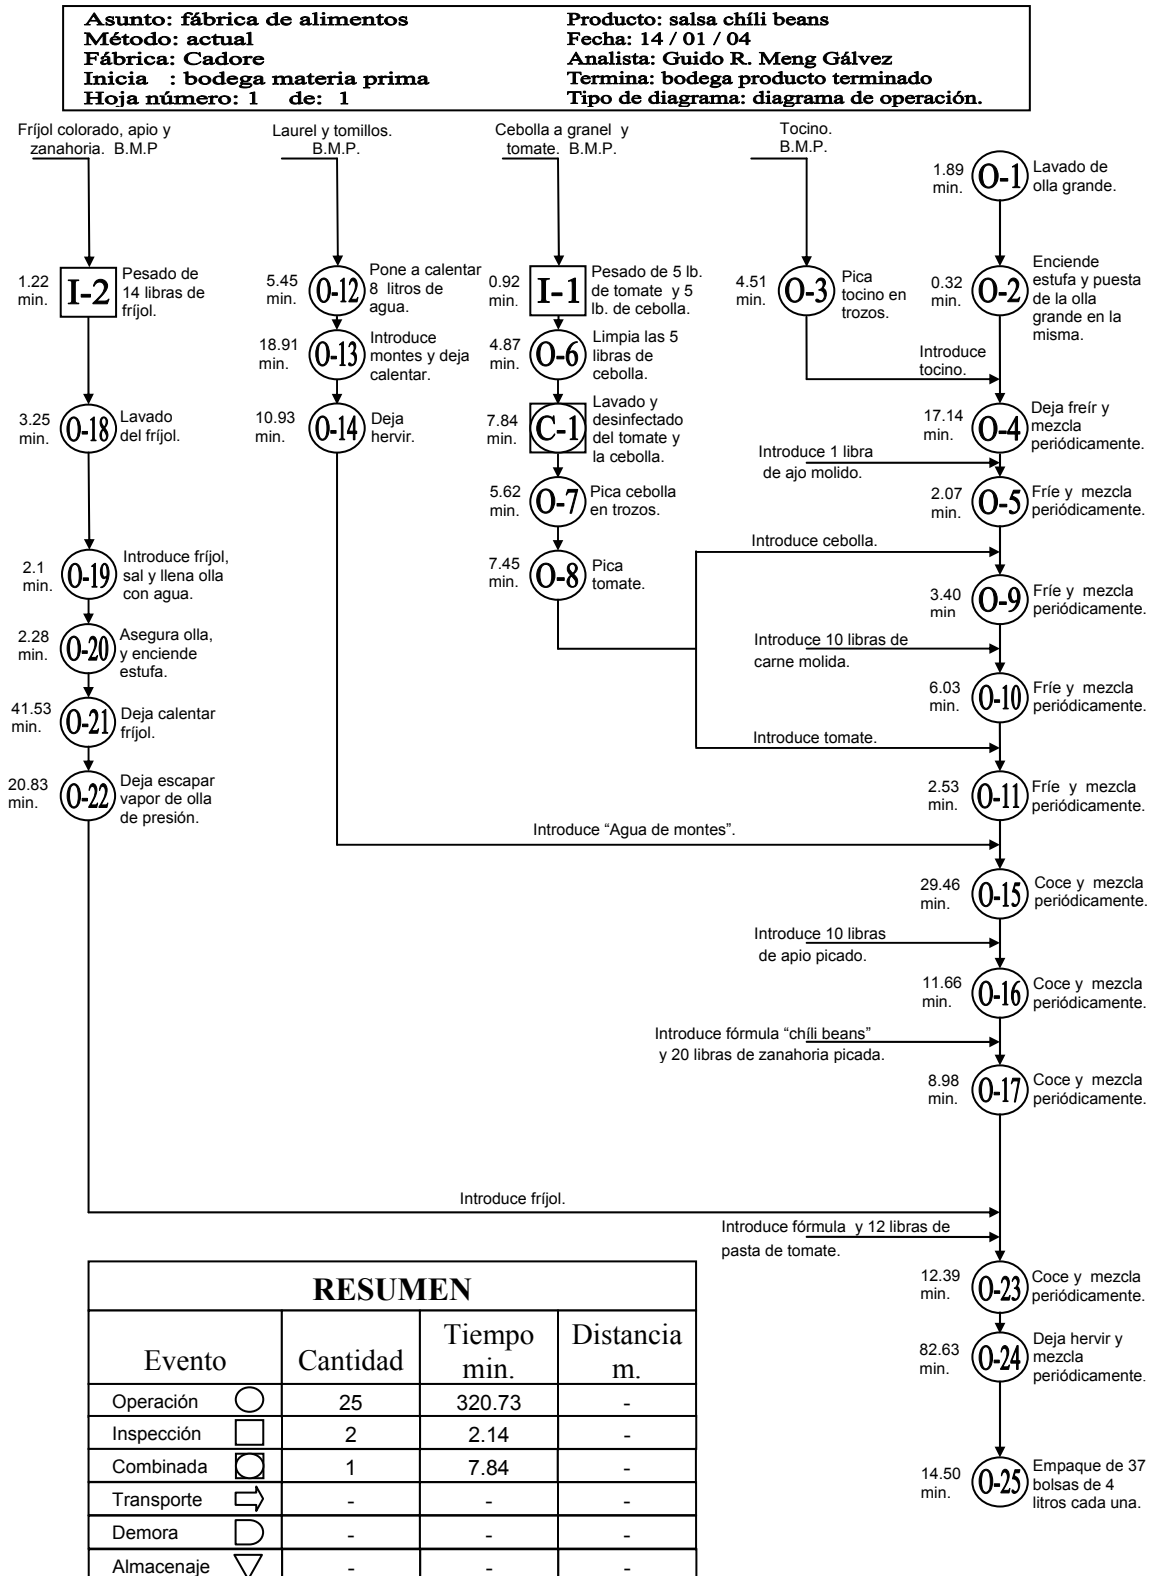 Asunto: fábrica de alimentos
Método: actual
Fábrica: Cadore
Inicia : bodega materia prima
Hoja número: 1 de: 1
Producto: salsa chíli beans
Fecha: 14 / 01 / 04
Analista: Guido R. Meng Gálvez
Termina: bodega producto terminado
Tipo de diagrama: diagrama de operación.
Fríjol colorado, apio y
zanahoria. B.M.P
1.22
min.
I-2
Pesado de
14 libras de
fríjol.
3.25
min.
O-18
Lavado
del fríjol.
2.1
min.
O-19
Introduce fríjol,
sal y llena olla
con agua.
2.28
min.
O-20
Asegura olla,
y enciende
estufa.
41.53
min.
O-21
Deja calentar
fríjol.
20.83
min.
O-22
Deja escapar
vapor de olla
de presión.
Laurel y tomillos.
B.M.P.
5.45
min.
O-12
Pone a calentar
8 litros de
agua.
18.91
min.
O-13
Introduce
montes y deja
calentar.
10.93
min.
O-14
Deja
hervir.
Cebolla a granel y
tomate. B.M.P.
0.92
min.
I-1
Pesado de 5 lb.
de tomate y 5
lb. de cebolla.
4.87
min.
O-6
Limpia las 5
libras de
cebolla.
7.84
min.
C-1
Lavado y
desinfectado
del tomate y
la cebolla.
5.62
min.
O-7
Pica cebolla
en trozos.
7.45
min.
O-8
Pica
tomate.
Tocino.
B.M.P.
4.51
min.
O-3
Pica
tocino en
trozos.
1.89
min.
O-1
Lavado de
olla grande.
0.32
min.
O-2
Enciende
estufa y puesta
de la olla
grande en la
misma.
Introduce
tocino.
17.14
min.
O-4
Deja freír y
mezcla
periódicamente.
Introduce 1 libra
de ajo molido.
2.07
min.
O-5
Fríe y mezcla
periódicamente.
Introduce cebolla.
3.40
min
O-9
Fríe y mezcla
periódicamente.
Introduce 10 libras de
carne molida.
6.03
min.
O-10
Fríe y mezcla
periódicamente.
Introduce tomate.
2.53
min.
O-11
Fríe y mezcla
periódicamente.
Introduce “Agua de montes”.
29.46
min.
O-15
Coce y mezcla
periódicamente.
Introduce 10 libras
de apio picado.
11.66
min.
O-16
Coce y mezcla
periódicamente.
Introduce fórmula “chíli beans”
y 20 libras de zanahoria picada.
8.98
min.
O-17
Coce y mezcla
periódicamente.
Introduce fríjol.
Introduce fórmula y 12 libras de
pasta de tomate.
12.39
min.
O-23
Coce y mezcla
periódicamente.
82.63
min.
O-24
Deja hervir y
mezcla
periódicamente.
14.50
min.
O-25
Empaque de 37
bolsas de 4
litros cada una.
RESUMEN
Evento Cantidad Tiempo min. Distancia m.
Operación 25 320.73 -
Inspección 2 2.14 -
Combinada 1 7.84 -
Transporte - - -
Demora - - -
Almacenaje - - -